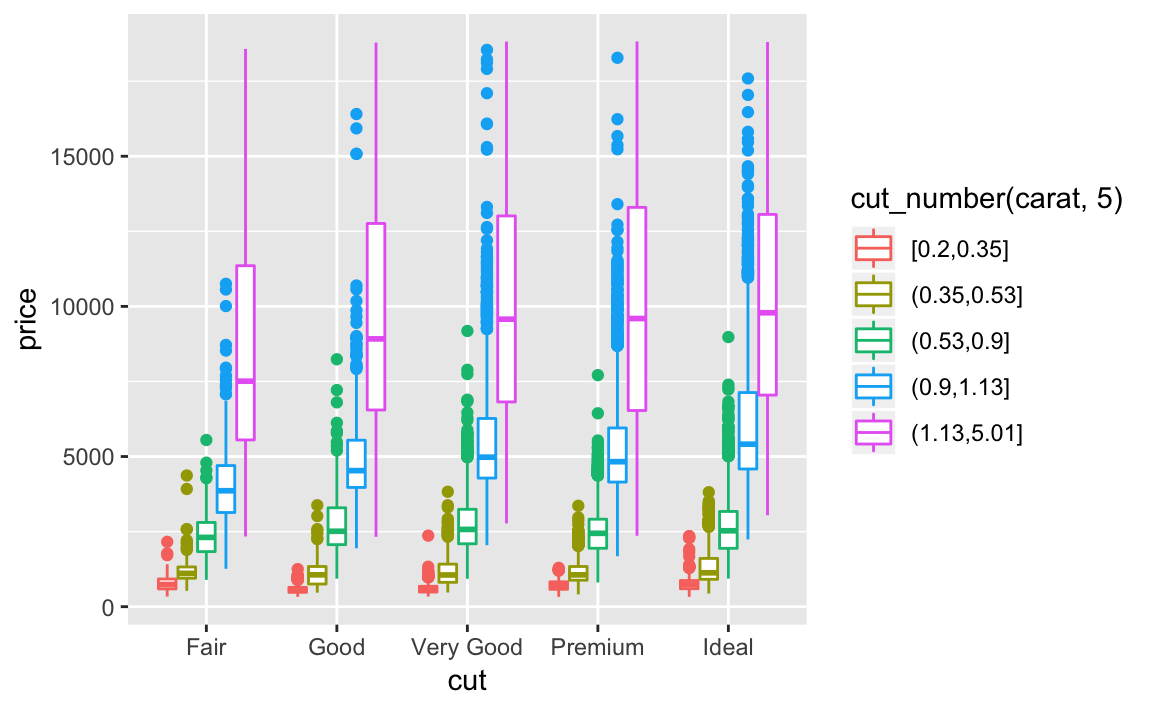 price
15000
10000
5000
0
Fair Good Very Good Premium Ideal
cut
cut_number(carat, 5)
[0.2,0.35]
(0.35,0.53]
(0.53,0.9]
(0.9,1.13]
(1.13,5.01]